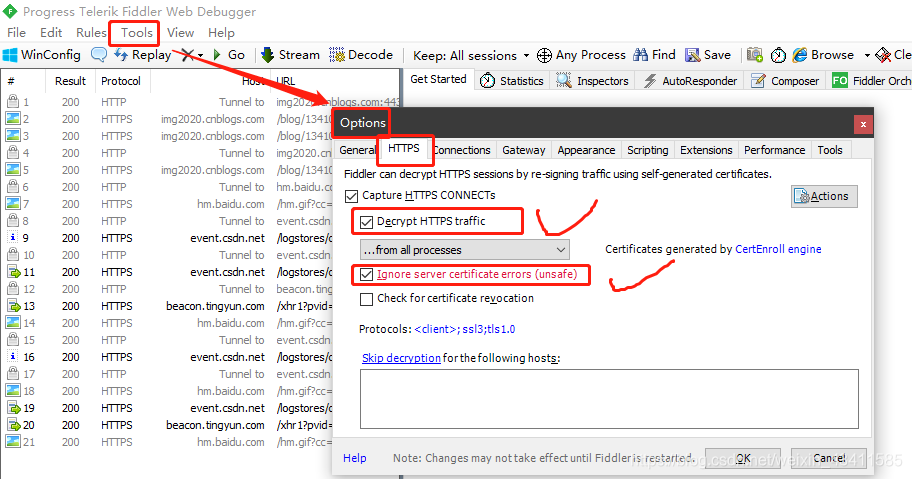 Progress Telerik Fiddler Web Debugger
File Edit Rules Tools View Help
WinConfig Replay Go Stream Decode Keep: All sessions Any Process Find Save Browse Clea
# Result Protocol Host URL Get Started Statistics Inspectors AutoResponder Composer FO Fiddler Orch
1 200 HTTP Tunnel to img2020.cnblogs.com:443
2 200 HTTPS img2020.cnblogs.com /blog/13410
3 200 HTTPS img2020.cnblogs.com /blog/13410
4 200 HTTP Tunnel to img2020.cn
5 200 HTTPS img2020.cnblogs.com /blog/13410
6 200 HTTP Tunnel to hm.baidu.com
7 200 HTTPS hm.baidu.com /hm.gif?cc=
8 200 HTTP Tunnel to event.csdn
9 200 HTTPS event.csdn.net /logstores/c
10 200 HTTP Tunnel to event.csdn
11 200 HTTPS event.csdn.net /logstores/c
12 200 HTTP Tunnel to beacon.ting
13 200 HTTPS beacon.tingyun.com /xhr1?pvid=
14 200 HTTPS hm.baidu.com /hm.gif?cc=
15 200 HTTP Tunnel to event.csdn
16 200 HTTPS event.csdn.net /logstores/c
17 200 HTTP Tunnel to event.csdn
18 200 HTTPS hm.baidu.com /hm.gif?cc=
19 200 HTTPS event.csdn.net /logstores/c
20 200 HTTPS beacon.tingyun.com /xhr1?pvid=
21 200 HTTPS hm.baidu.com /hm.gif?cc=
Options
General HTTPS Connections Gateway Appearance Scripting Extensions Performance Tools
Fiddler can decrypt HTTPS sessions by re-signing traffic using self-generated certificates.
Capture HTTPS CONNECTs
Actions
Decrypt HTTPS traffic
...from all processes
Certificates generated by CertEnroll engine
Ignore server certificate errors (unsafe)
Check for certificate revocation
Protocols: <client>;ssl3;tls1.0
Skip decryption for the following hosts:
Help Note: Changes may not take effect until Fiddler is restarted. OK Cancel